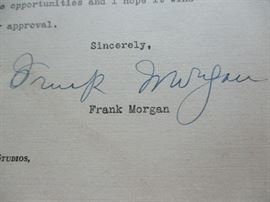 opportunities and i hope it wins
approval.
Sincerely,
Frank Morgan
Frank Morgan
STUDIOS,